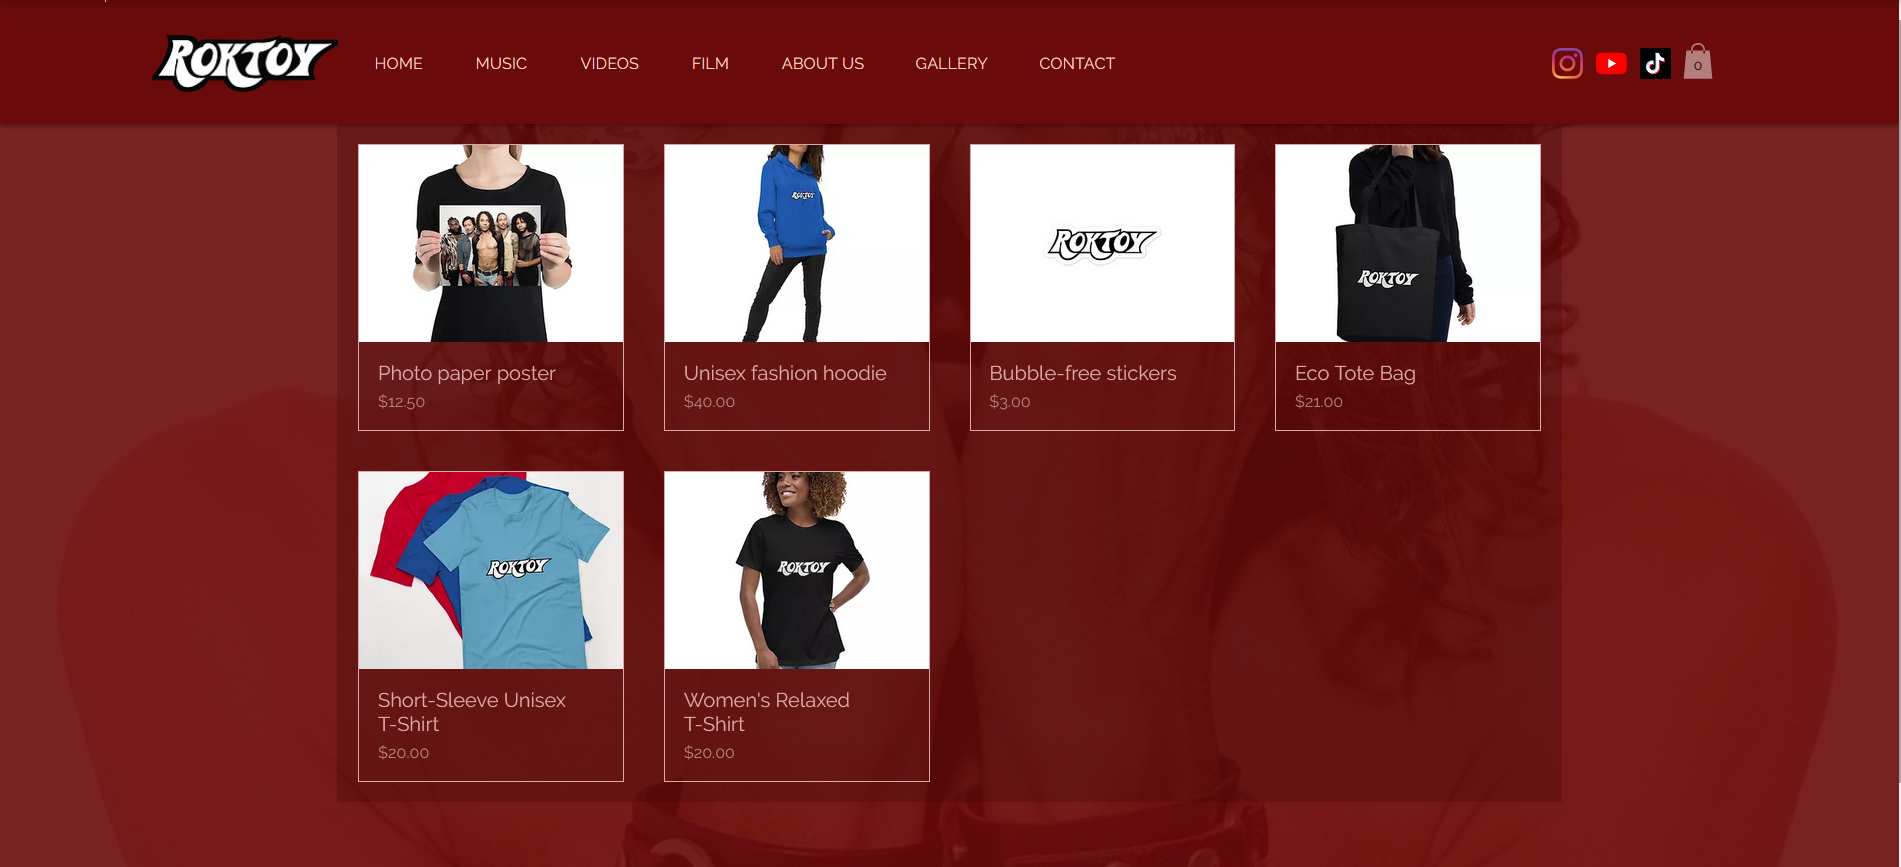 ROKTOY
HOME MUSIC VIDEOS FILM ABOUT US GALLERY CONTACT
0
ROKTOY
ROKTOY
ROKTOY
Photo paper poster
$12.50
Unisex fashion hoodie
$40.00
Bubble-free stickers
$3.00
Eco Tote Bag
$21.00
ROKTOY
ROKTOY
Short-Sleeve Unisex
T-Shirt
$20.00
Women's Relaxed
T-Shirt
$20.00